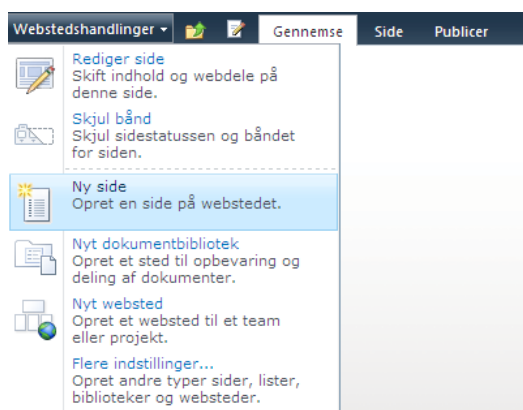 Webstedshandlinger Gennemse Side Publicer
Rediger side
Skift indhold og webdele på
denne side.
Skjul bånd
Skjul sidestatussen og båndet
for siden.
Ny side
Opret en side på webstedet.
Nyt dokumentbibliotek
Opret et sted til opbevaring og
deling af dokumenter.
Nyt websted
Opret et websted til et team
eller projekt.
Flere indstillinger...
Opret andre typer sider, lister,
biblioteker og websteder.